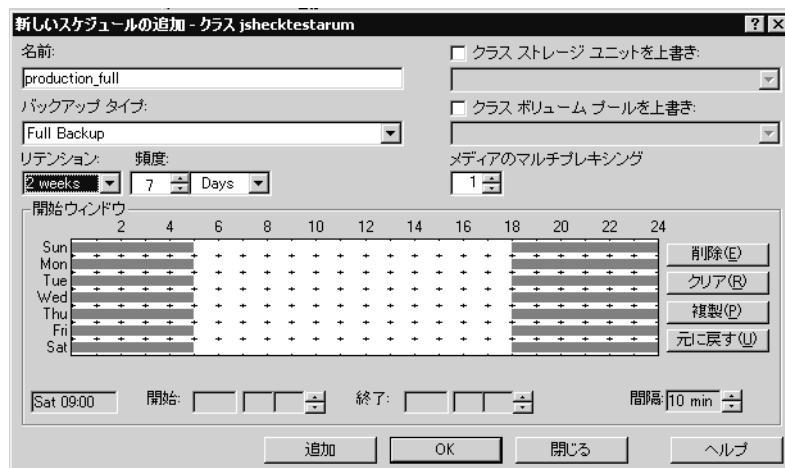 新しいスケジュールの追加 - クラス jshecktestarum
名前:
production_full
バックアップ タイプ:
Full Backup
リテンション: 頻度:
2 weeks 7 Days
クラス ストレージ ユニットを上書き:
クラス ボリューム プールを上書き:
メディアのマルチプレキシング
1
開始ウィンドウ
2 4 6 8 10 12 14 16 18 20 22 24
Sun
Mon
Tue
Wed
Thu
Fri
Sat
削除(E)
クリア(R)
複製(P)
元に戻す(U)
Sat 09:00 開始: 終了: 間隔: 10 min
追加 OK 閉じる ヘルプ